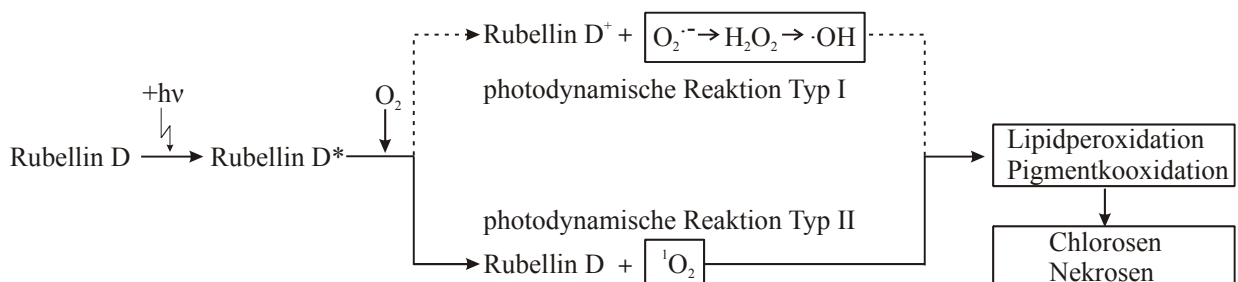 Rubellin D⁺ + O₂·⁻ → H₂O₂ → ·OH
photodynamische Reaktion Typ I
+hν
O₂
Rubellin D
Rubellin D*
Lipidperoxidation
Pigmentkooxidation
photodynamische Reaktion Typ II
Rubellin D + ¹O₂
Chlorosen
Nekrosen